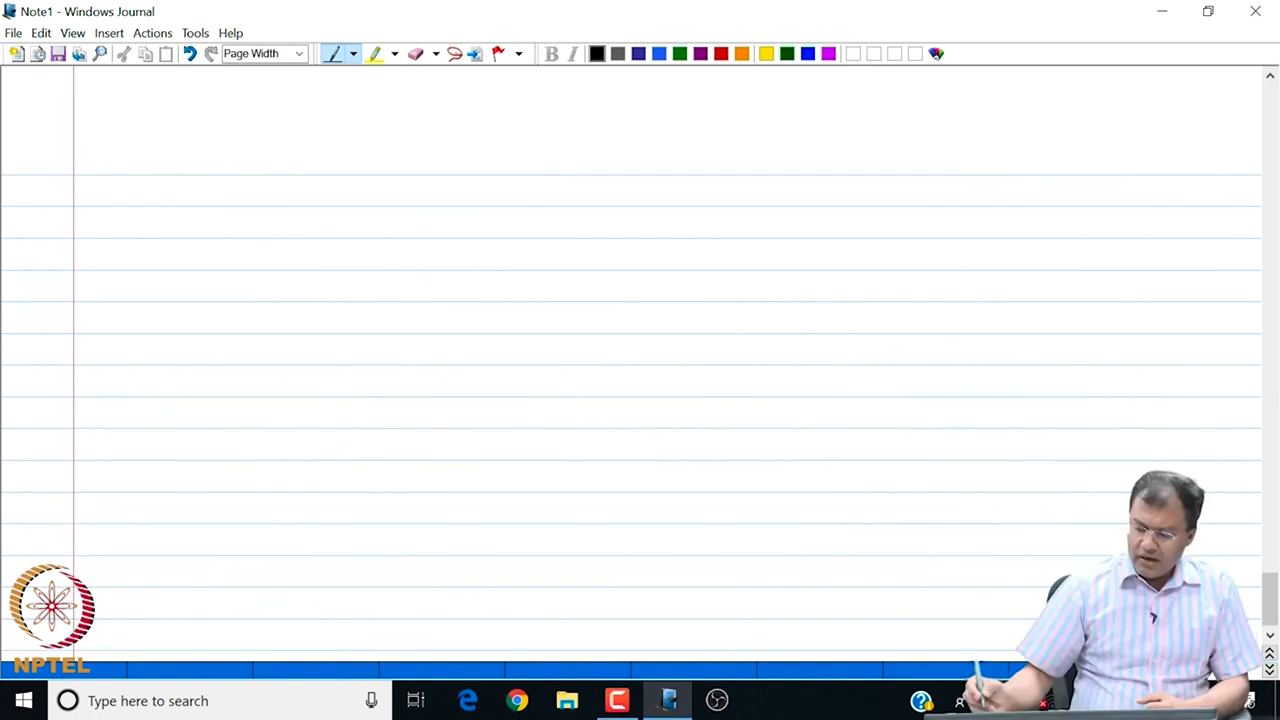 Note1 - Windows Journal
File Edit View Insert Actions Tools Help
Page Width
B I
NPTEL
Type here to search